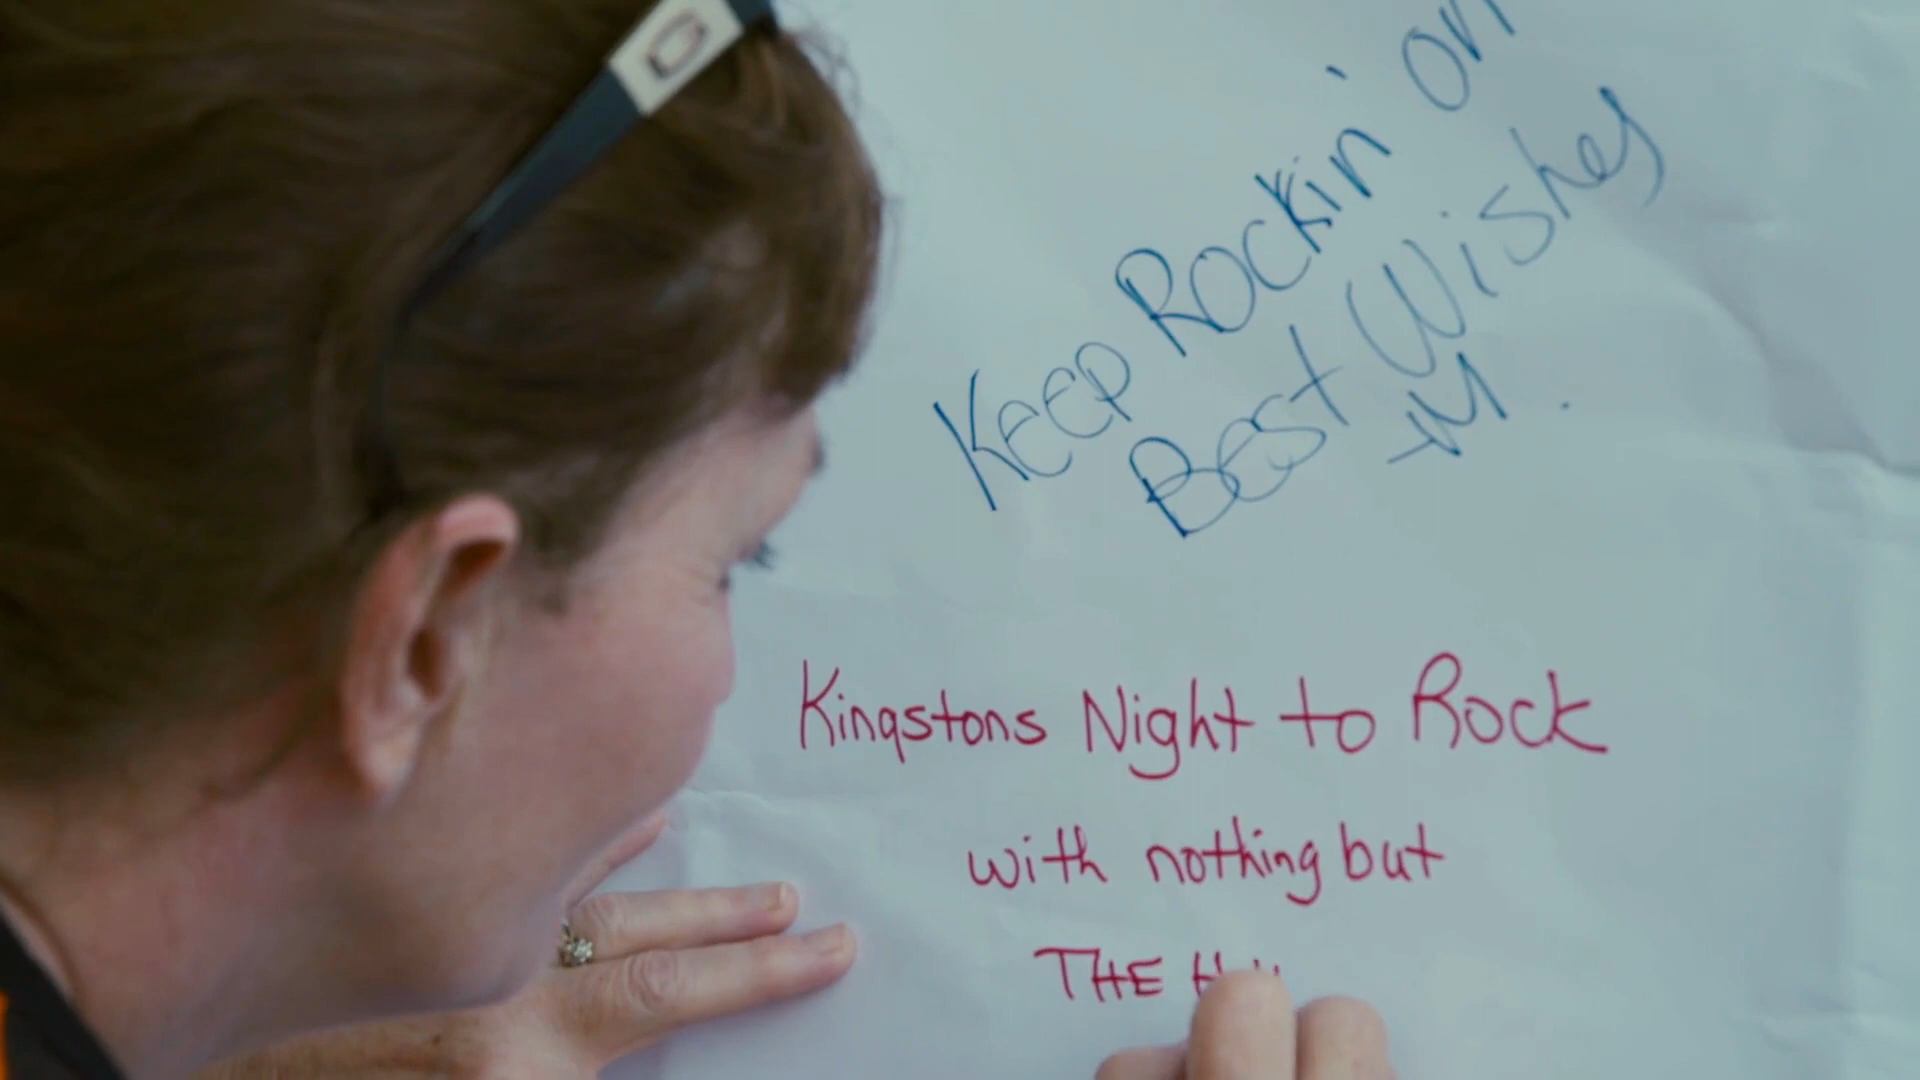 Keep Rockin' on
Best Wishes
-M.
Kingstons Night to Rock
with nothing but
THE